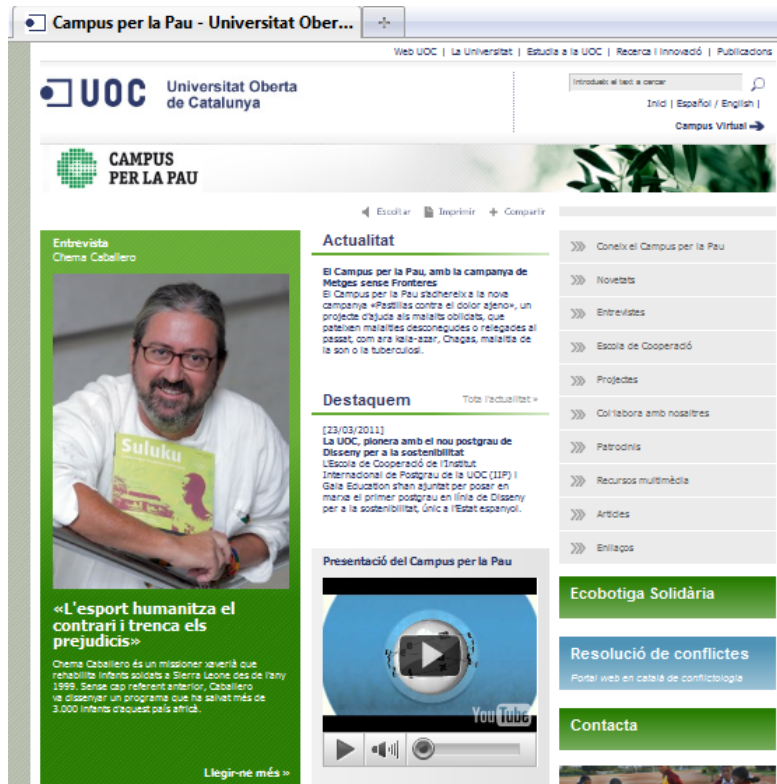 Campus per la Pau - Universitat Ober...
Web UOC | La Universitat | Estudia a la UOC | Recerca i Innovació | Publicacions
UOC
Universitat Oberta
de Catalunya
Introdueix el text a cercar
Inici | Español / English |
Campus Virtual
CAMPUS
PER LA PAU
Escoltar Imprimir Compartir
Entrevista
Chema Caballero
Suluku
«L'esport humanitza el
contrari i trenca els
prejudicis»
Chema Caballero és un missioner xaverià que
rehabilita infants soldats a Sierra Leone des de l'any
1999. Sense cap referent anterior, Caballero
va dissenyar un programa que ha salvat més de
3.000 infants d'aquest país africà.
Llegir-ne més »
Actualitat
El Campus per la Pau, amb la campanya de
Metges sense Fronteres
El Campus per la Pau s'adhereix a la nova
campanya «Pastillas contra el dolor ajeno», un
projecte d'ajuda als malalts oblidats, que
pateixen malalties desconegudes o relegades al
passat, com ara kala-azar, Chagas, malaltia de
la son o la tuberculosi.
Destaquem
Tota l'actualitat »
[23/03/2011]
La UOC, pionera amb el nou postgrau de
Disseny per a la sostenibilitat
L'Escola de Cooperació de l'Institut
Internacional de Postgrau de la UOC (IIP) i
Gaia Education s'han ajuntat per posar en
marxa el primer postgrau en línia de Disseny
per a la sostenibilitat, únic a l'Estat espanyol.
Presentació del Campus per la Pau
YouTube
Coneix el Campus per la Pau
Novetats
Entrevistes
Escola de Cooperació
Projectes
Col·labora amb nosaltres
Patrocinis
Recursos multimèdia
Articles
Enllaços
Ecobotiga Solidària
Resolució de conflictes
Portal web en català de conflictologia
Contacta